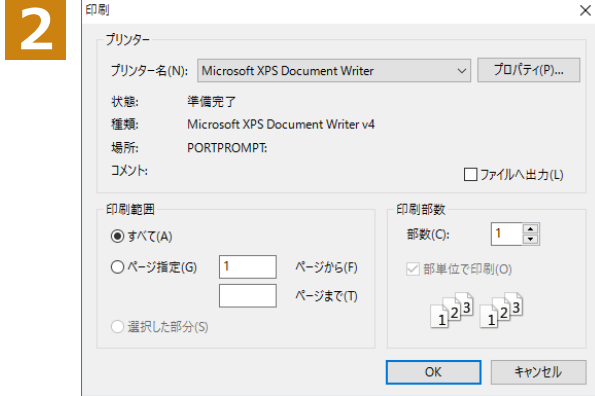 2
印刷
プリンター
プリンター名(N): Microsoft XPS Document Writer プロパティ(P)...
状態: 準備完了
種類: Microsoft XPS Document Writer v4
場所: PORTPROMPT:
コメント: ファイルへ出力(L)
印刷範囲
すべて(A)
ページ指定(G) 1 ページから(F)
ページまで(T)
選択した部分(S)
印刷部数
部数(C): 1
部単位で印刷(O)
1 2 3 1 2 3
OK キャンセル